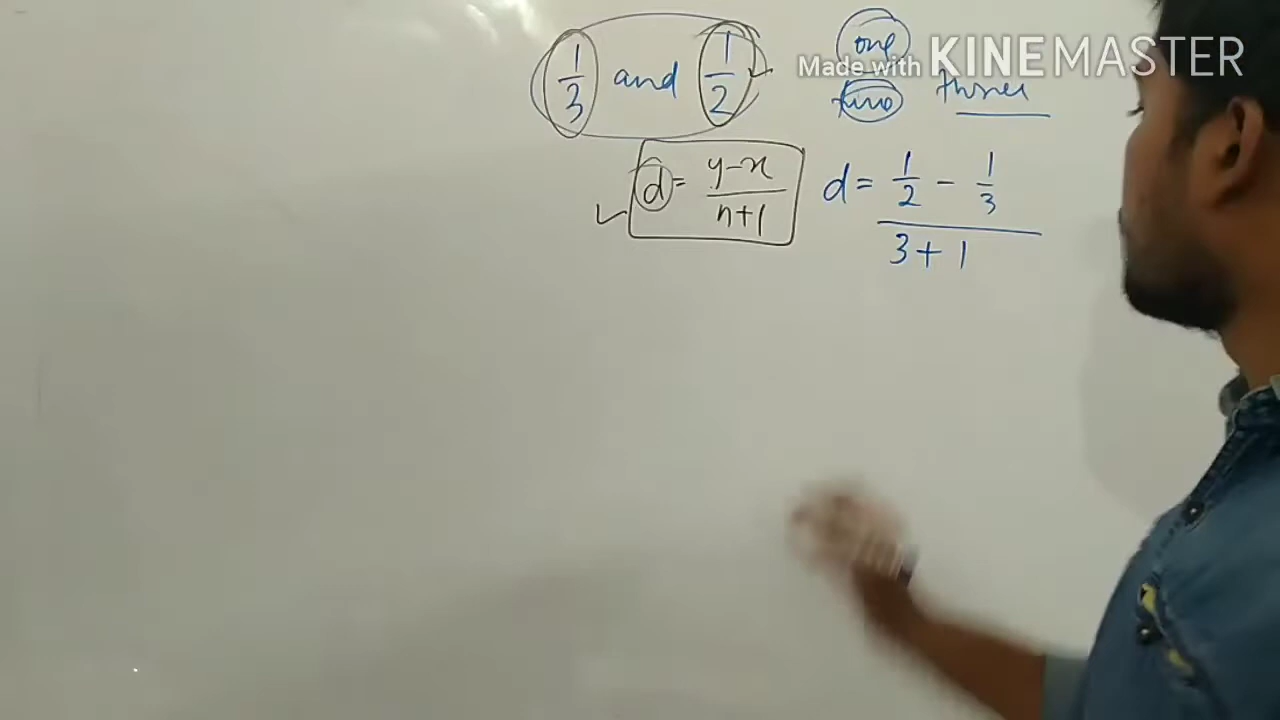 1/3 and 1/2
one
two three
Made with KINEMASTER
d = y-x / n+1
d = 1/2 - 1/3 / 3+1